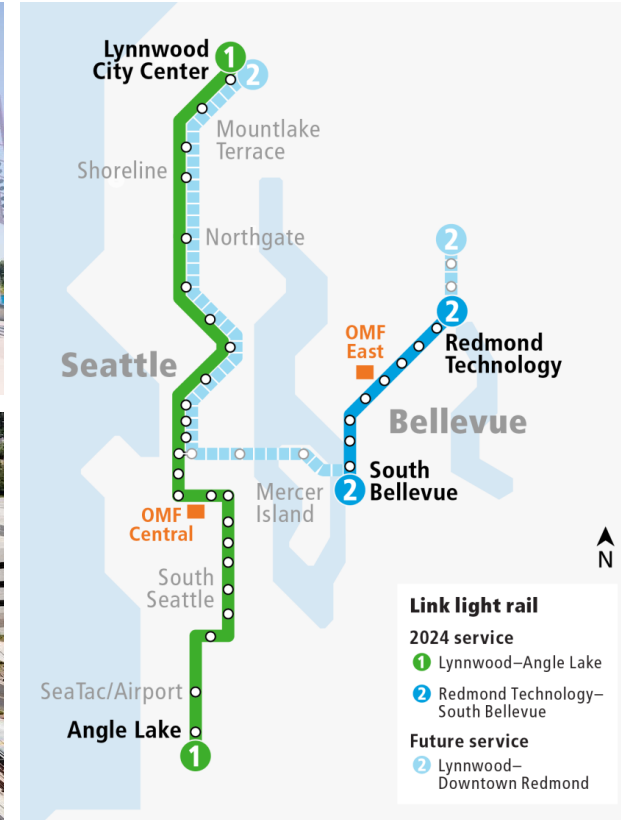 Lynnwood
City Center
1
2
Mountlake
Terrace
Shoreline
Northgate
2
Seattle
OMF
East
2
Redmond
Technology
Bellevue
South
Bellevue
2
Mercer
Island
OMF
Central
N
South
Seattle
SeaTac/Airport
Angle Lake
1
Link light rail
2024 service
1 Lynnwood–Angle Lake
2 Redmond Technology–
South Bellevue
Future service
2 Lynnwood–
Downtown Redmond